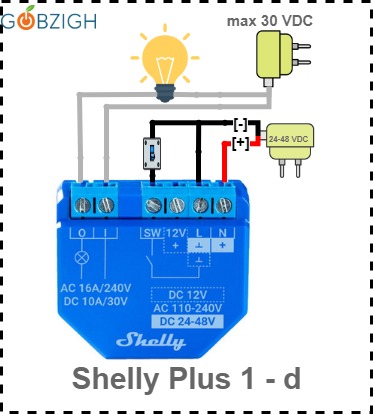 GOBZIGH
max 30 VDC
[-]
24-48 VDC
[+]
O I SW 12V L N
+ ⊥ +
⊥
AC 16A/240V
DC 10A/30V
DC 12V
AC 110-240V
DC 24-48V
Shelly
Shelly Plus 1 - d